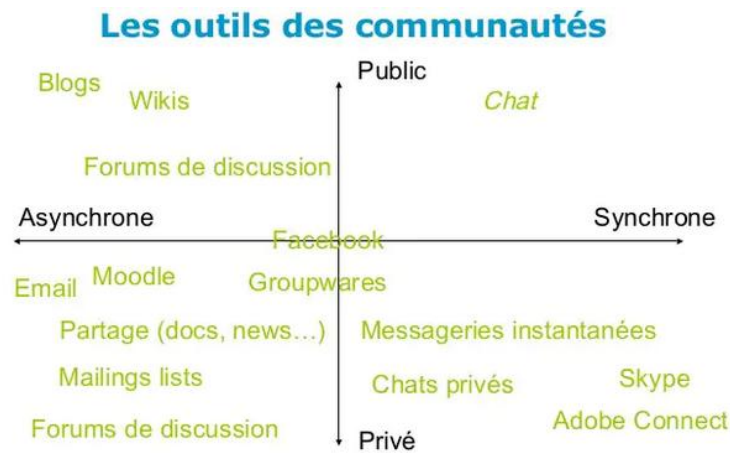 Les outils des communautés
Public
Blogs
Wikis
Chat
Forums de discussion
Asynchrone
Synchrone
Facebook
Email
Moodle
Groupwares
Partage (docs, news…)
Messageries instantanées
Mailings lists
Chats privés
Skype
Forums de discussion
Adobe Connect
Privé